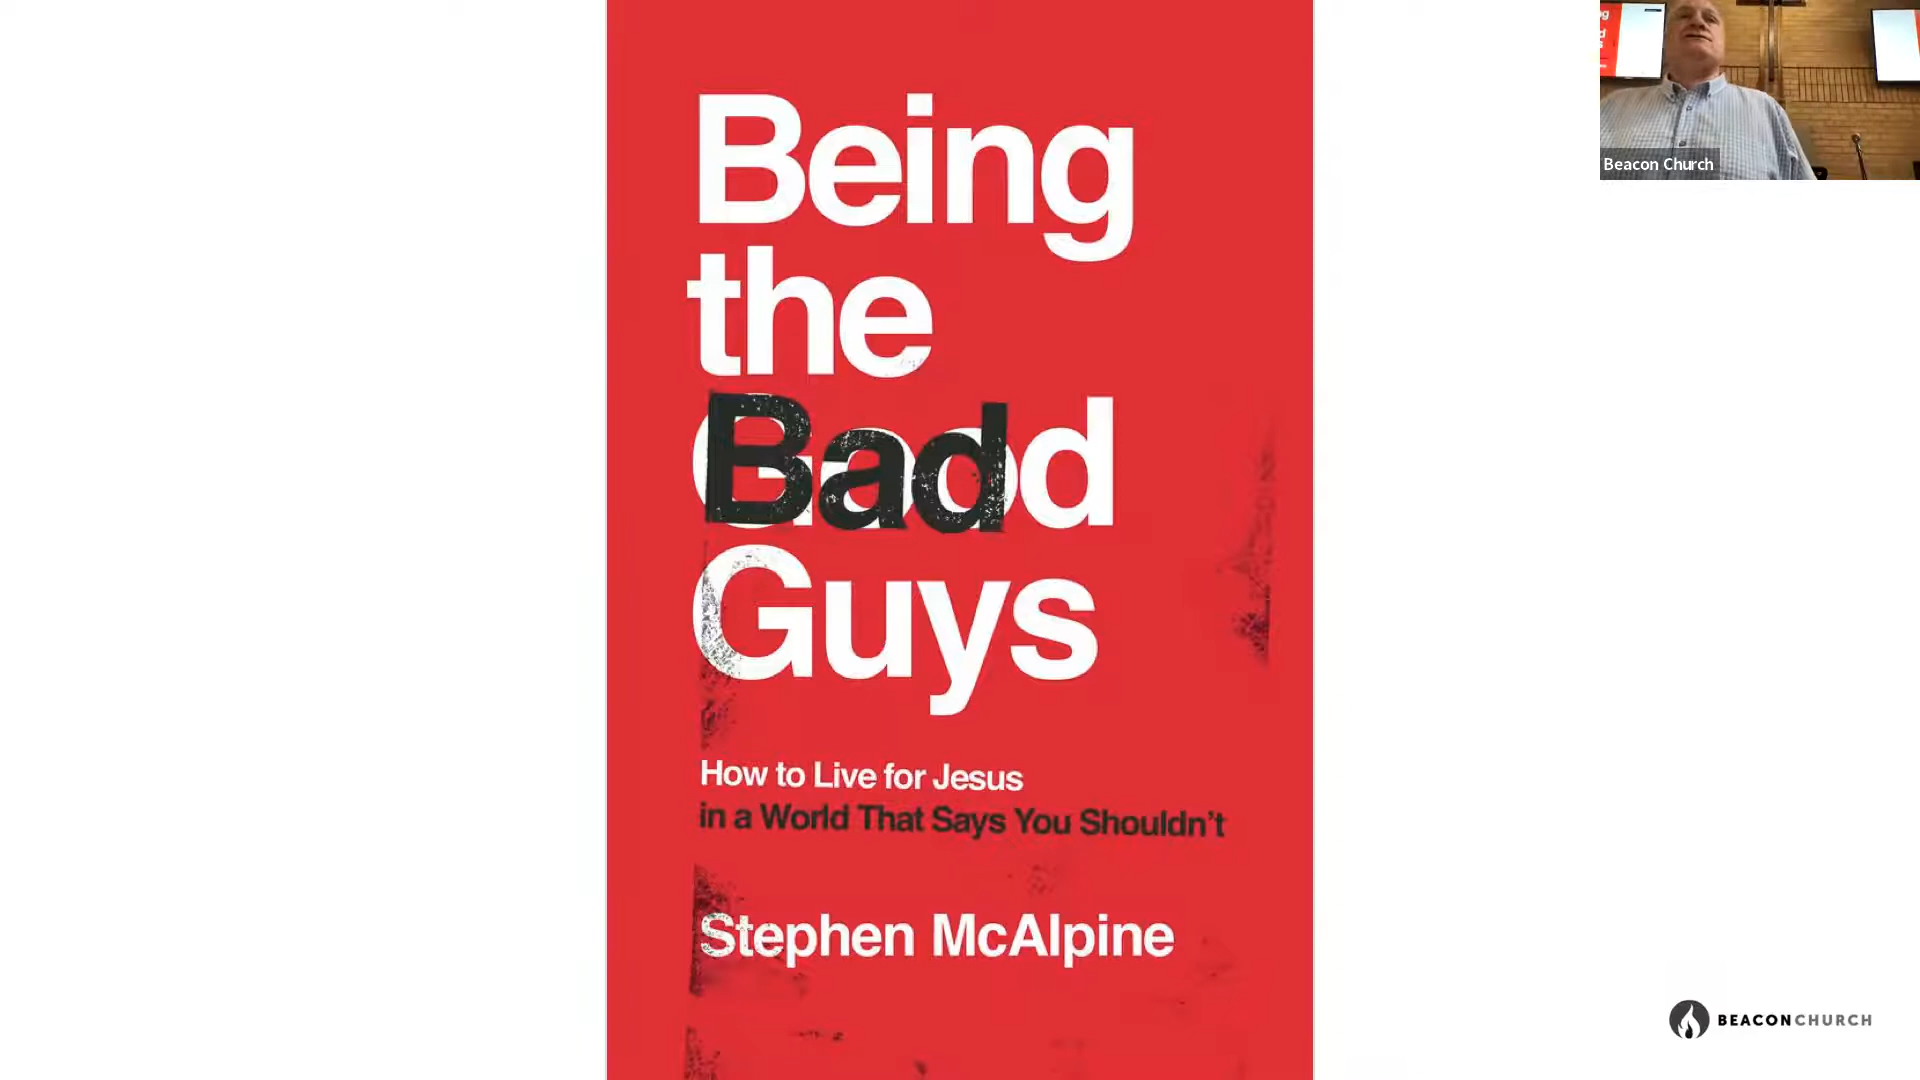 Being
the
Bad Good
Guys
How to Live for Jesus
in a World That Says You Shouldn't
Stephen McAlpine
Beacon Church
BEACONCHURCH